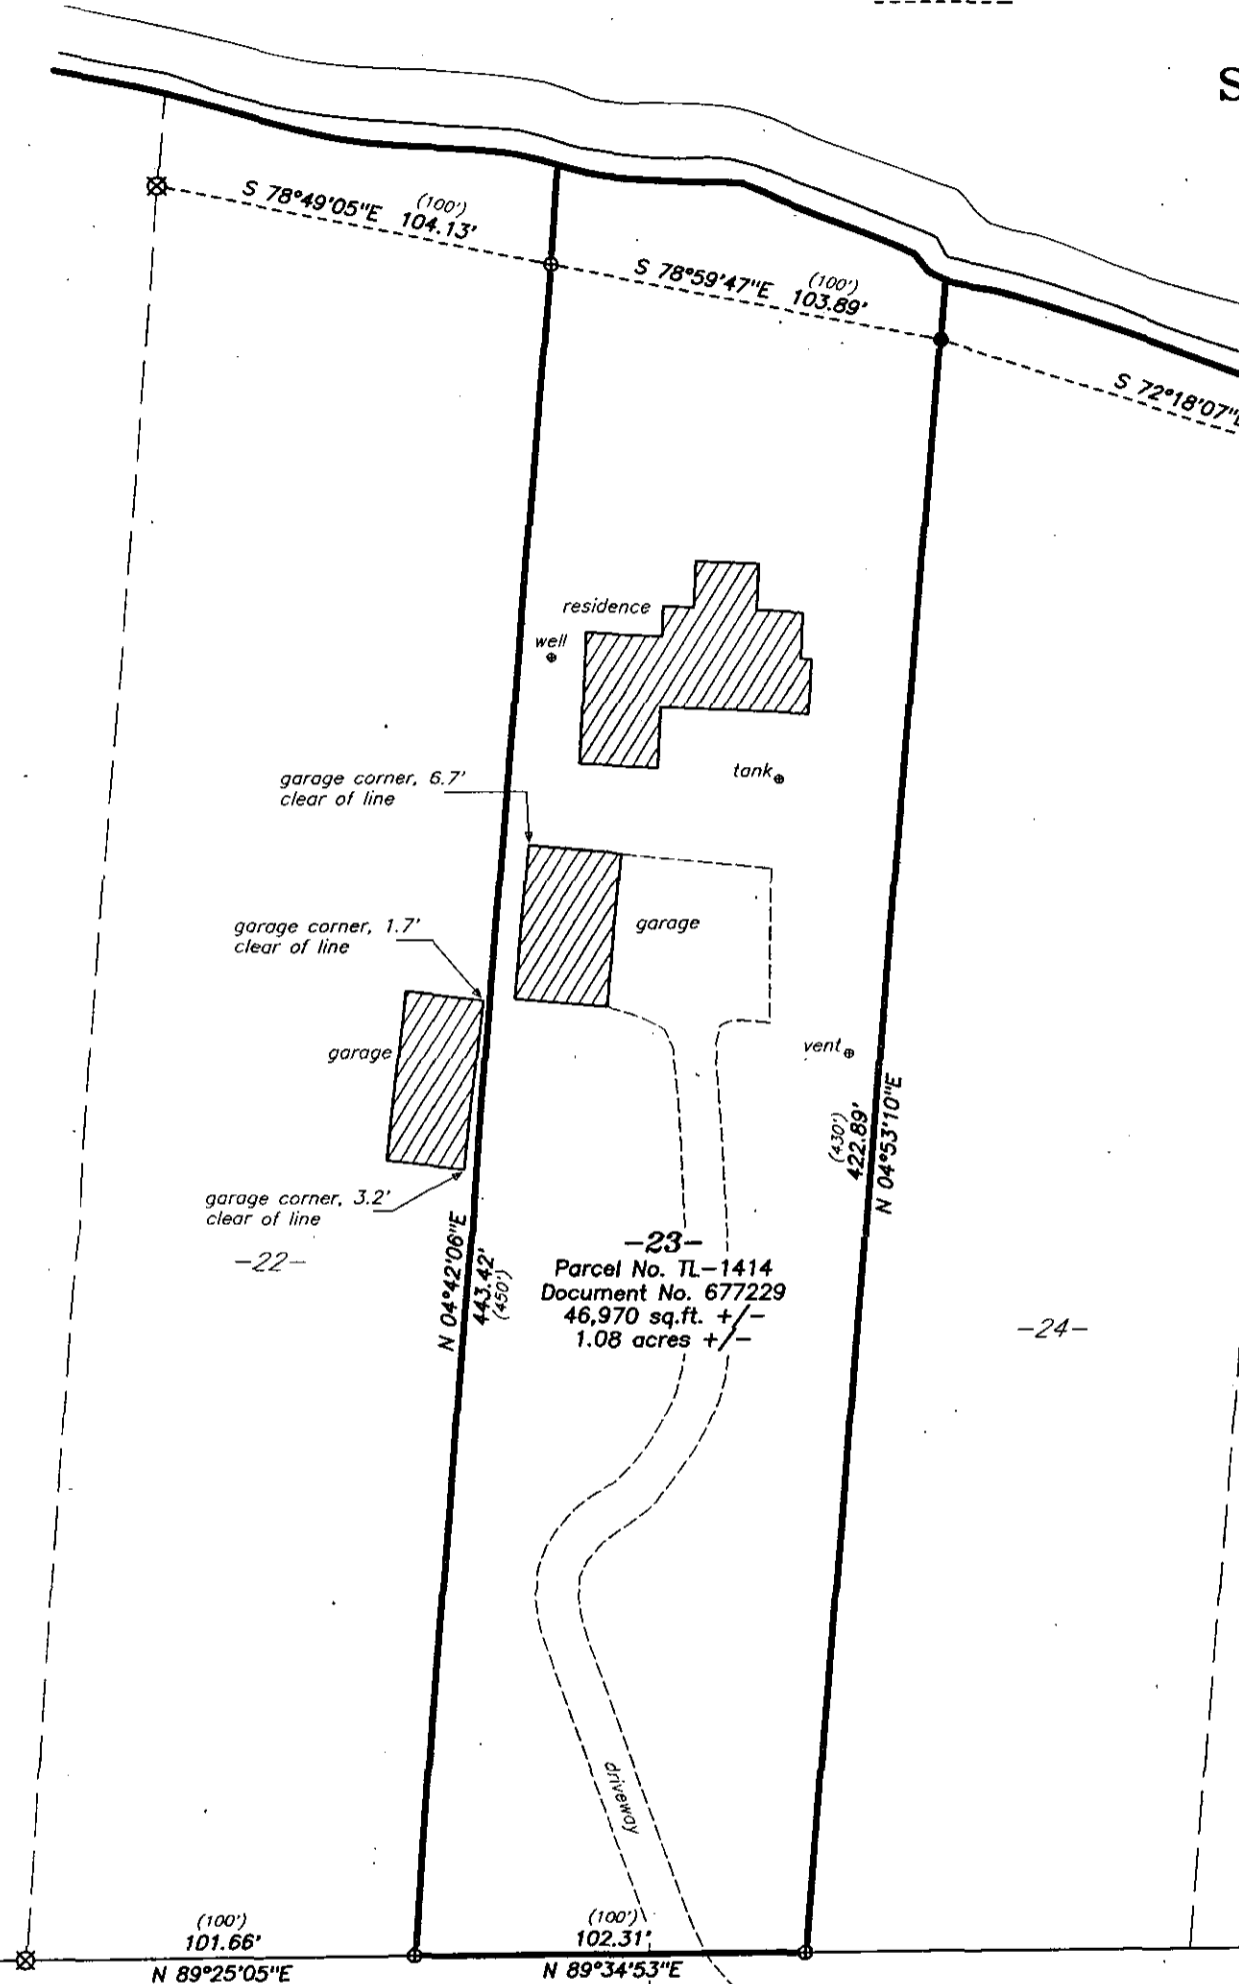 S
S 78°49'05"E (100') 104.13'
S 78°59'47"E (100') 103.89'
S 72°18'07"E
residence
well
tank
garage corner, 6.7'
clear of line
garage
garage corner, 1.7'
clear of line
garage
vent
garage corner, 3.2'
clear of line
(430')
422.89'
N 04°53'10"E
N 04°42'06"E
443.42'
(450')
-22-
-23-
Parcel No. TL-1414
Document No. 677229
46,970 sq.ft. +/-
1.08 acres +/-
-24-
driveway
(100')
101.66'
N 89°25'05"E
(100')
102.31'
N 89°34'53"E